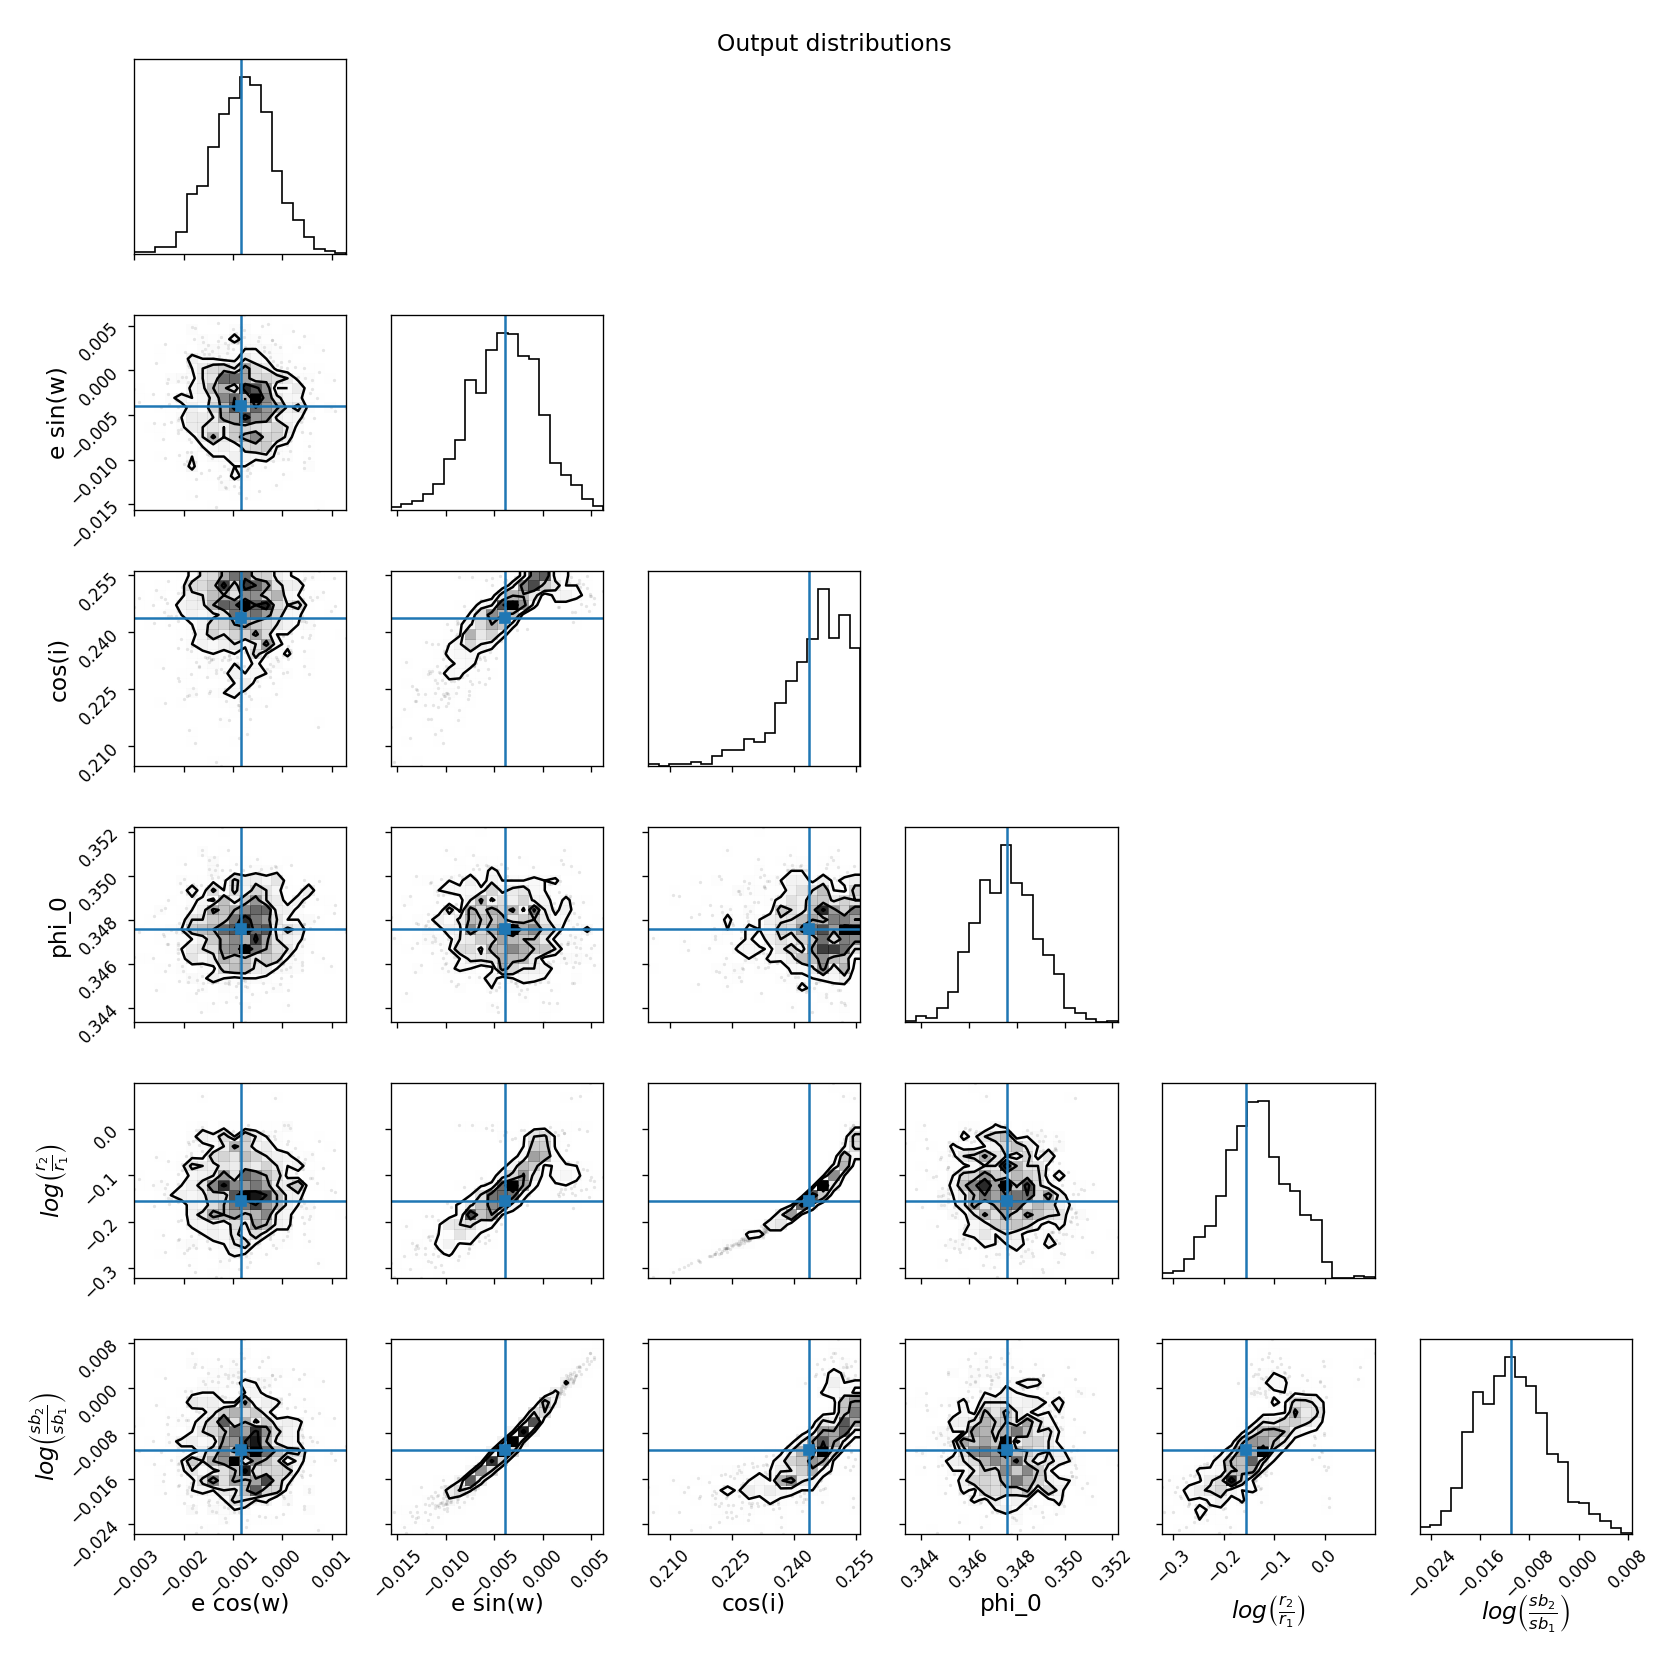 Output distributions
0.005
0.000
−0.005
−0.010
−0.015
e sin(w)
0.255
0.240
0.225
0.210
cos(i)
0.352
0.350
0.348
0.346
0.344
phi_0
0.0
−0.1
−0.2
−0.3
log(r₂/r₁)
0.008
0.000
−0.008
−0.016
−0.024
log(sb₂/sb₁)
−0.003 −0.002 −0.001 0.000 0.001
−0.015 −0.010 −0.005 0.000 0.005
0.210 0.225 0.240 0.255
0.344 0.346 0.348 0.350 0.352
−0.3 −0.2 −0.1 0.0
−0.024 −0.016 −0.008 0.000 0.008
e cos(w)
e sin(w)
cos(i)
phi_0
log(r₂/r₁)
log(sb₂/sb₁)